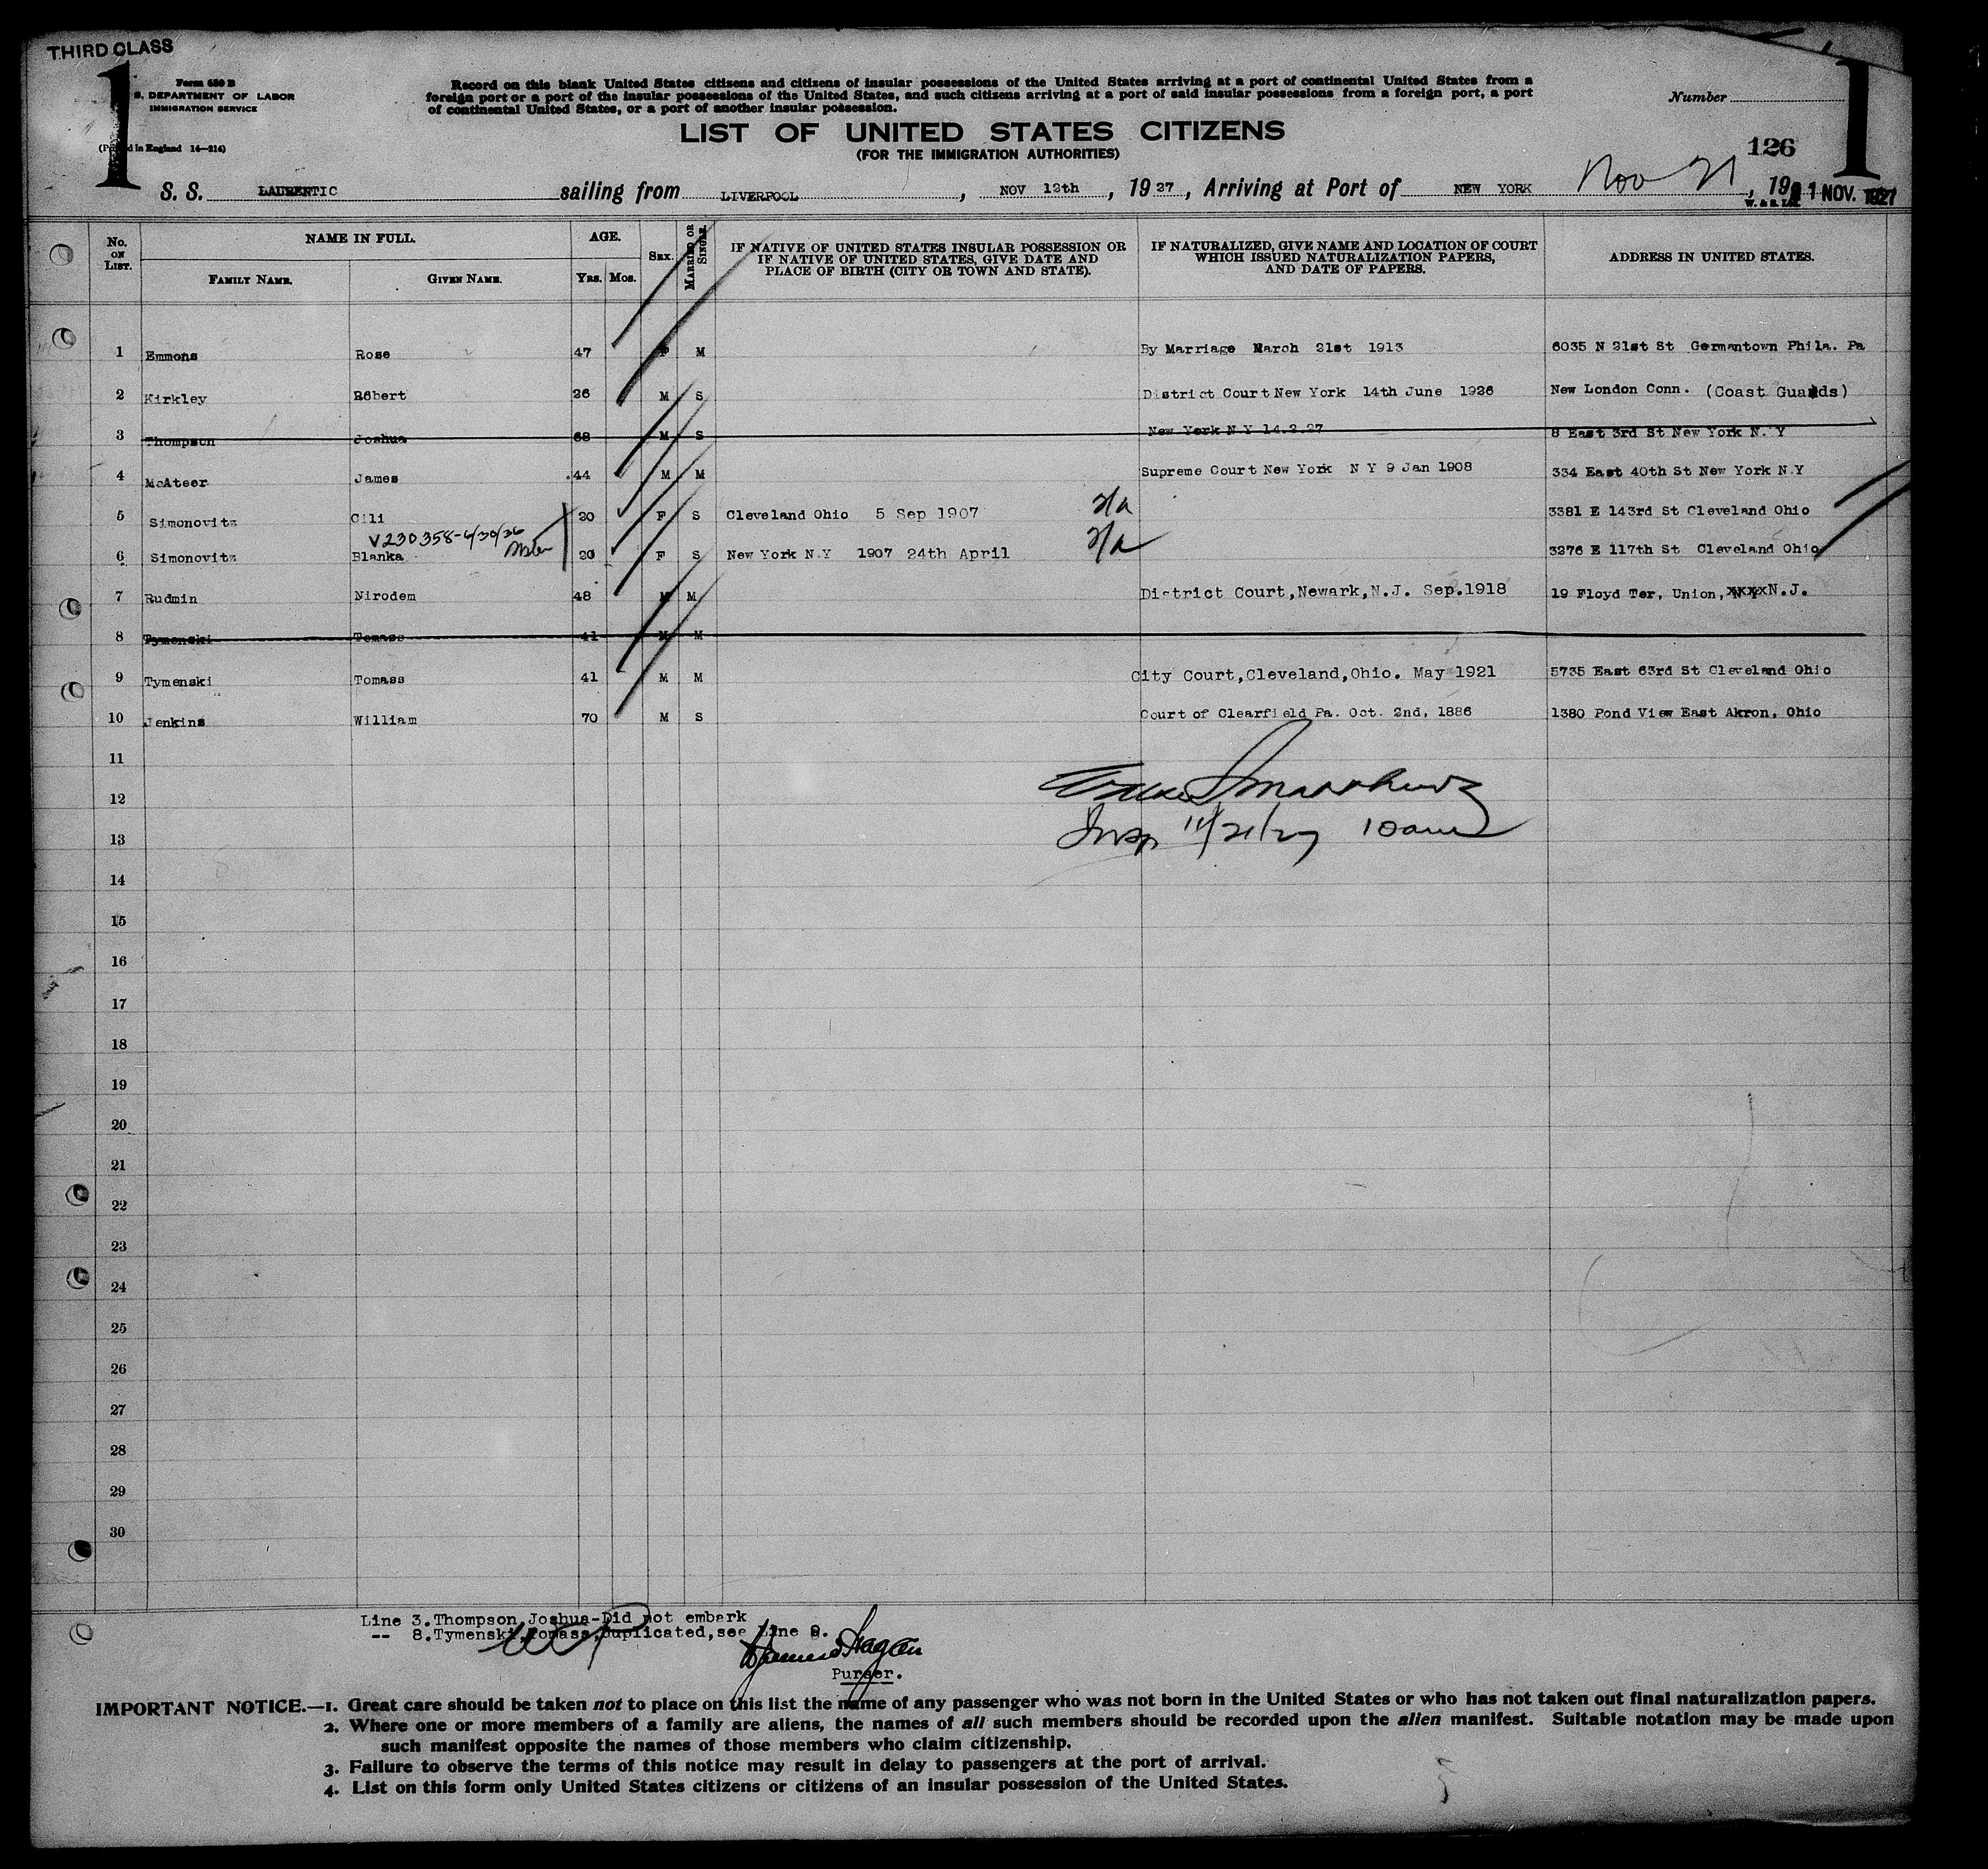 THIRD CLASS
1
Form 630 B
S. DEPARTMENT OF LABOR
IMMIGRATION SERVICE
(Printed in England 14—214)
Record on this blank United States citizens and citizens of insular possessions of the United States arriving at a port of continental United States from a
foreign port or a port of the insular possessions of the United States, and such citizens arriving at a port of said insular possessions from a foreign port, a port
of continental United States, or a port of another insular possession.
Number
1
LIST OF UNITED STATES CITIZENS
(FOR THE IMMIGRATION AUTHORITIES)
126
S. S. LAURENTIC sailing from LIVERPOOL, NOV 12th, 1927, Arriving at Port of NEW YORK Nov 21, 19 21 NOV. 1927
No. ON LIST.
NAME IN FULL.
FAMILY NAME. GIVEN NAME.
AGE.
Yrs. Mos.
SEX.
MARRIED OR SINGLE.
IF NATIVE OF UNITED STATES INSULAR POSSESSION OR
IF NATIVE OF UNITED STATES, GIVE DATE AND
PLACE OF BIRTH (CITY OR TOWN AND STATE).
IF NATURALIZED, GIVE NAME AND LOCATION OF COURT
WHICH ISSUED NATURALIZATION PAPERS,
AND DATE OF PAPERS.
ADDRESS IN UNITED STATES.
1 Emmons Rose 47 F M By Marriage March 21st 1913 6035 N 21st St Germantown Phila. Pa
2 Kirkley Robert 26 M S District Court New York 14th June 1926 New London Conn. (Coast Guards)
3 Thompson Joshua 68 M S New York N Y 14.2.27 8 East 3rd St New York N.Y
4 McAteer James 44 M M Supreme Court New York N Y 9 Jan 1908 334 East 40th St New York N.Y
5 Simonovitz Cili 20 F S Cleveland Ohio 5 Sep 1907 3381 E 143rd St Cleveland Ohio
V230358-4/30/36
6 Simonovitz Blanka 20 F S New York N.Y 1907 24th April 3276 E 117th St Cleveland Ohio
7 Rudmin Nirodem 48 M M District Court,Newark,N.J. Sep.1918 19 Floyd Ter, Union, xxxxN.J.
8 Tymenski Tomass 41 M M
9 Tymenski Tomass 41 M M City Court,Cleveland,Ohio. May 1921 5735 East 63rd St Cleveland Ohio
10 Jenkins William 70 M S Court of Clearfield Pa. Oct. 2nd, 1886 1380 Pond View East Akron, Ohio
11
12
13 Insp 11/21/27 10am
14
15
16
17
18
19
20
21
22
23
24
25
26
27
28
29
30
Line 3.Thompson,Joshua-Did not embark
-- 8.Tymenski,Tomass,Duplicated,see Line 9.
Purser.
IMPORTANT NOTICE.—1. Great care should be taken not to place on this list the name of any passenger who was not born in the United States or who has not taken out final naturalization papers.
2. Where one or more members of a family are aliens, the names of all such members should be recorded upon the alien manifest. Suitable notation may be made upon
such manifest opposite the names of those members who claim citizenship.
3. Failure to observe the terms of this notice may result in delay to passengers at the port of arrival.
4. List on this form only United States citizens or citizens of an insular possession of the United States.